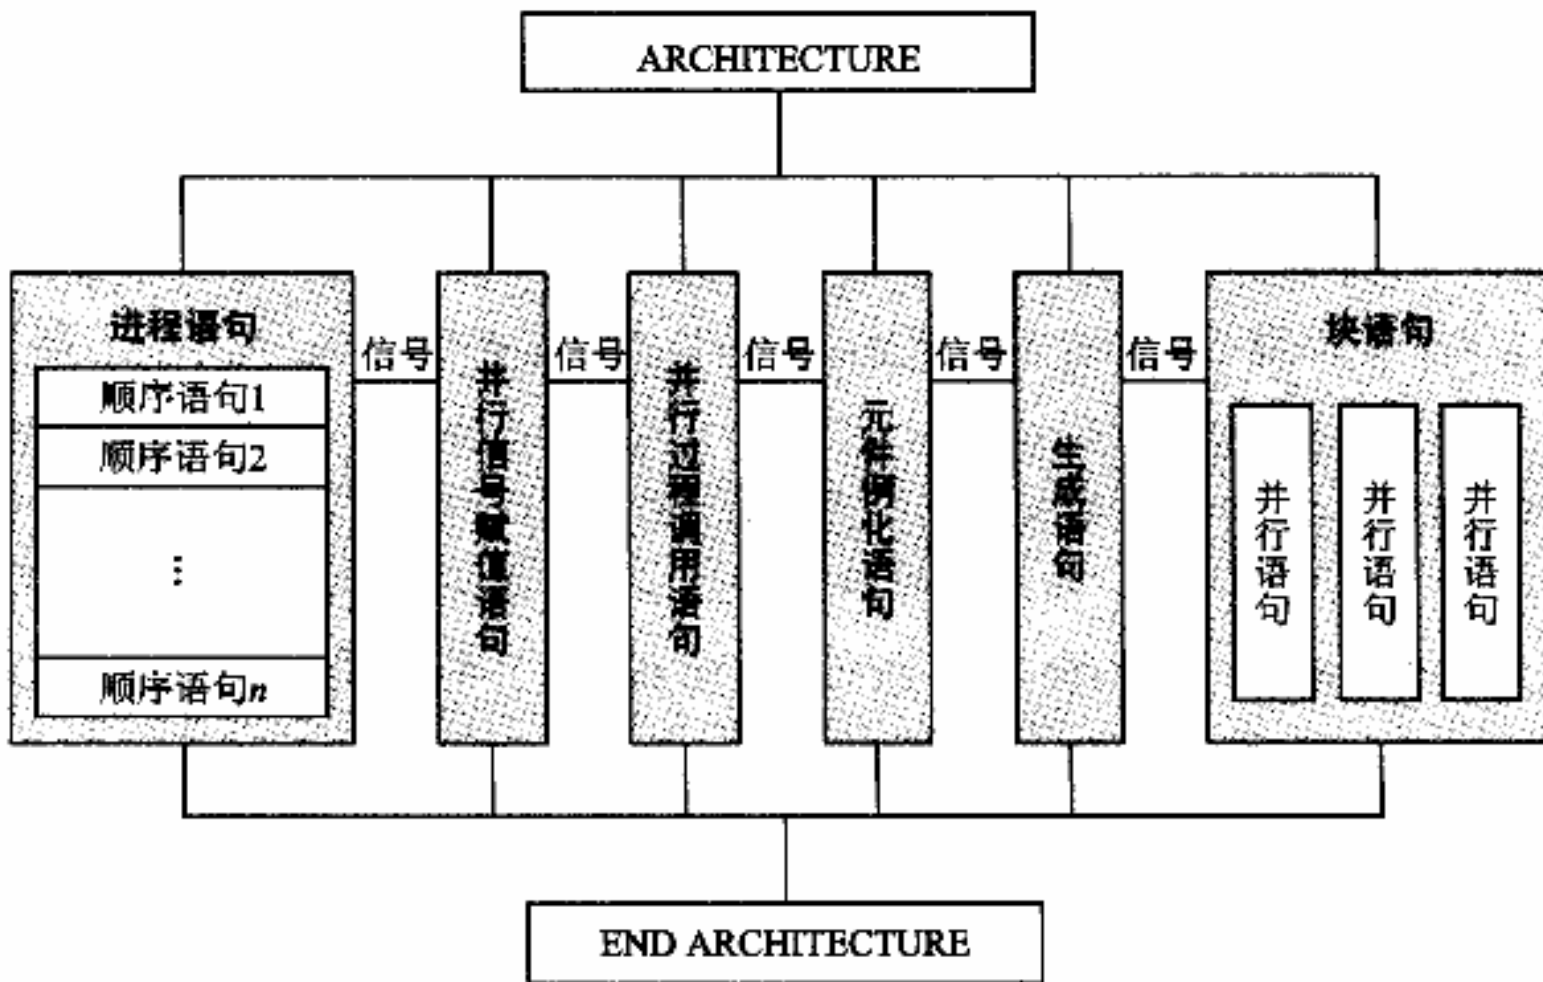 ARCHITECTURE
进程语句
顺序语句1
顺序语句2
⋮
顺序语句n
信号
并行信号赋值语句
信号
并行过程调用语句
信号
元件例化语句
信号
生成语句
信号
块语句
并行语句
并行语句
并行语句
END ARCHITECTURE